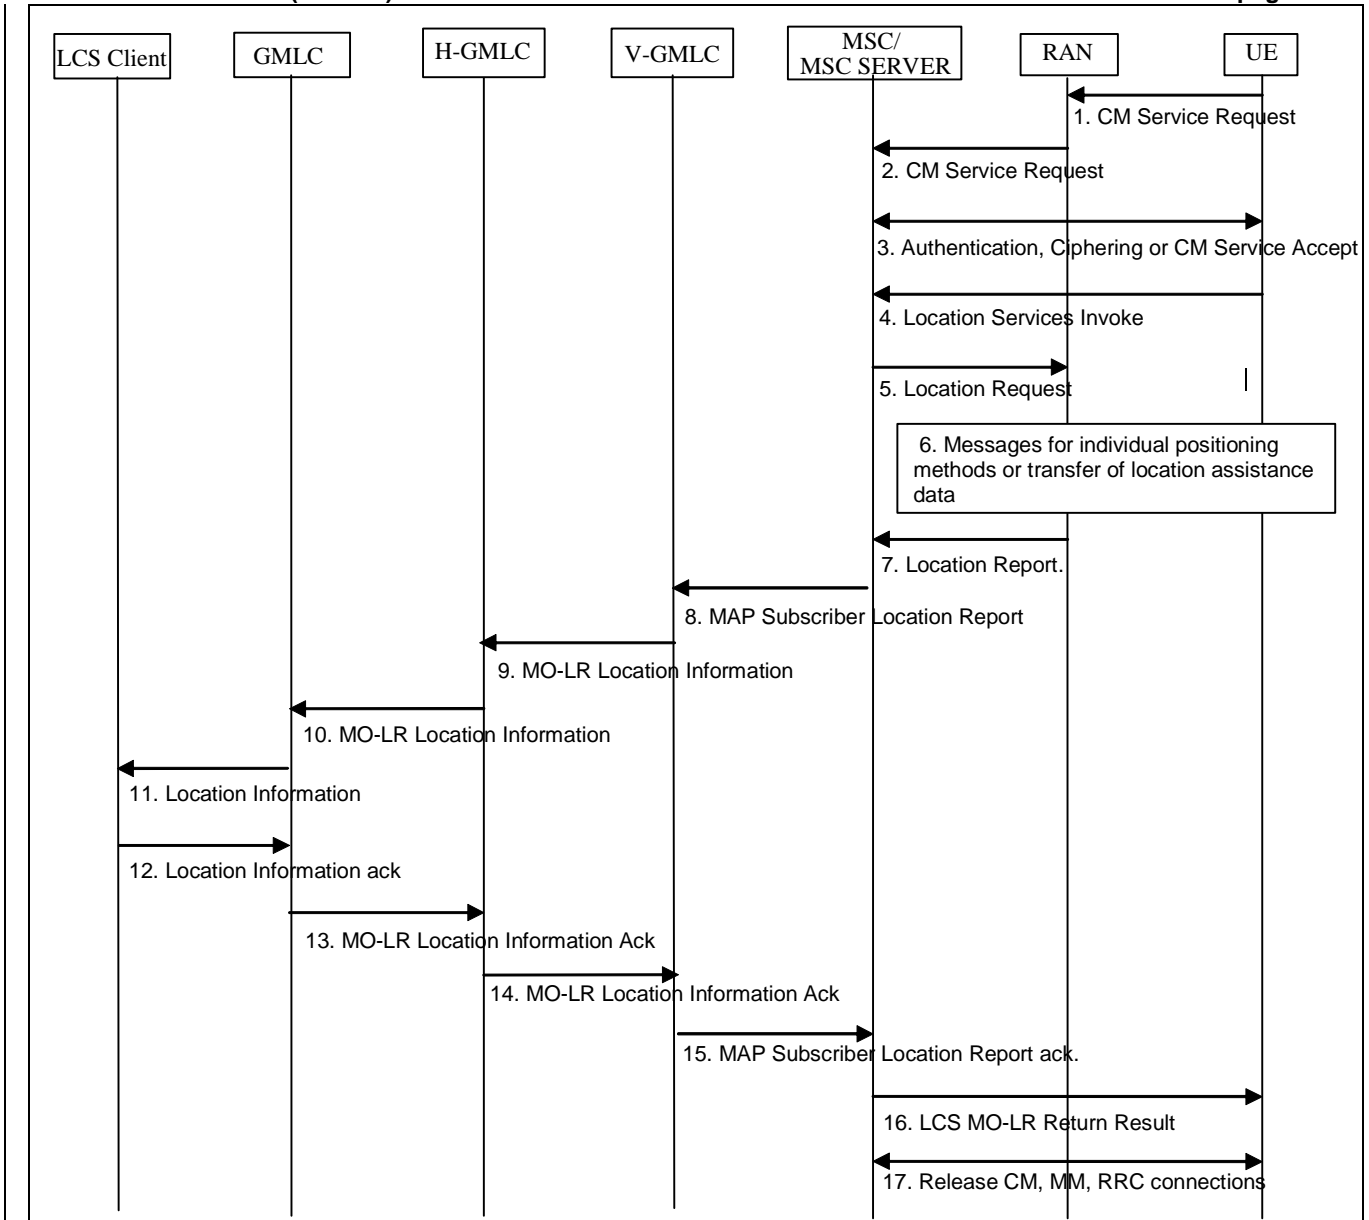 LCS Client
GMLC
H-GMLC
V-GMLC
MSC/
MSC SERVER
RAN
UE
1. CM Service Request
2. CM Service Request
3. Authentication, Ciphering or CM Service Accept
4. Location Services Invoke
5. Location Request
6. Messages for individual positioning
methods or transfer of location assistance
data
7. Location Report.
8. MAP Subscriber Location Report
9. MO-LR Location Information
10. MO-LR Location Information
11. Location Information
12. Location Information ack
13. MO-LR Location Information Ack
14. MO-LR Location Information Ack
15. MAP Subscriber Location Report ack.
16. LCS MO-LR Return Result
17. Release CM, MM, RRC connections